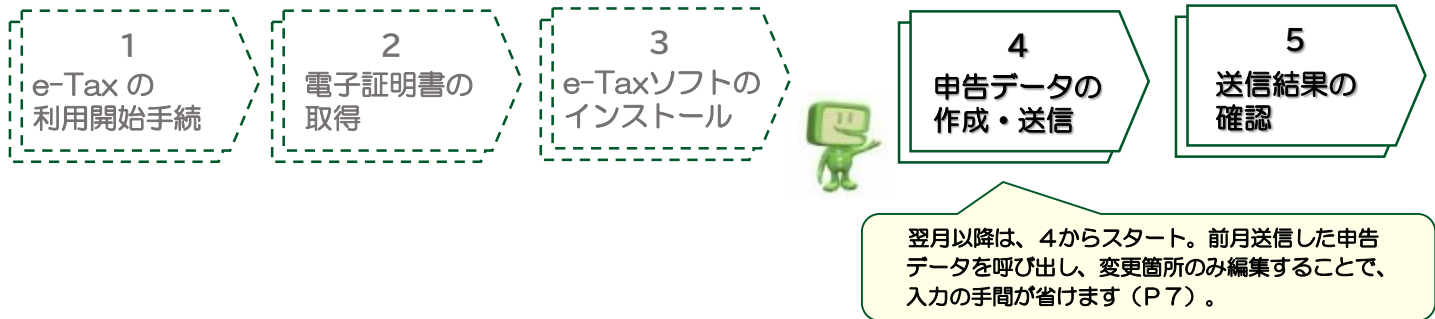 1
e-Tax の
利用開始手続
2
電子証明書の
取得
3
e-Taxソフトの
インストール
4
申告データの
作成・送信
5
送信結果の
確認
翌月以降は、４からスタート。前月送信した申告
データを呼び出し、変更箇所のみ編集することで、
入力の手間が省けます（Ｐ７）。